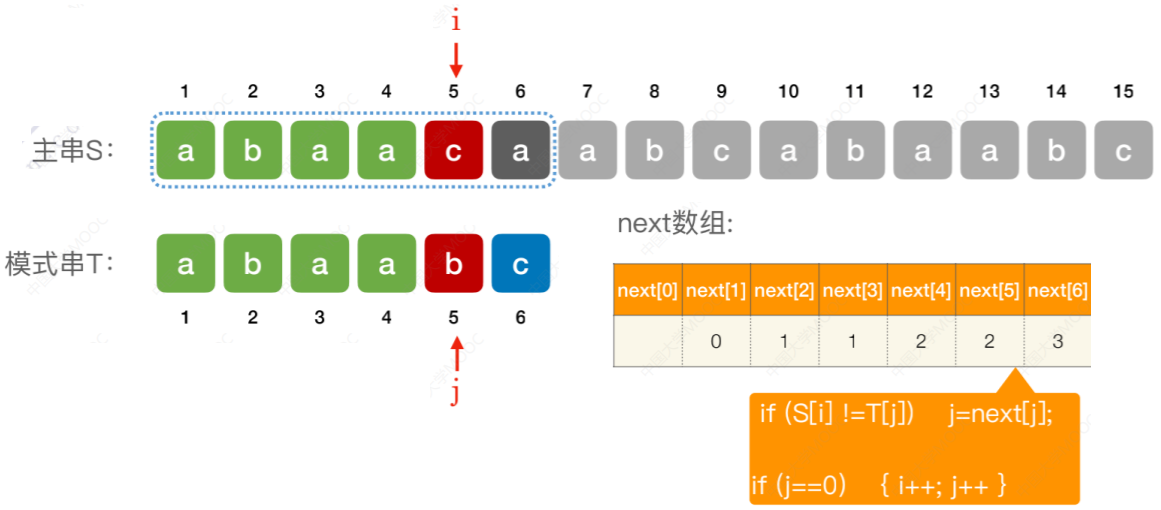 i
1 2 3 4 5 6 7 8 9 10 11 12 13 14 15
主串S: a b a a c a a b c a b a a b c
next数组:
模式串T: a b a a b c
1 2 3 4 5 6
j
next[0] next[1] next[2] next[3] next[4] next[5] next[6]
0 1 1 2 2 3
if (S[i] !=T[j]) j=next[j];
if (j==0) { i++; j++ }